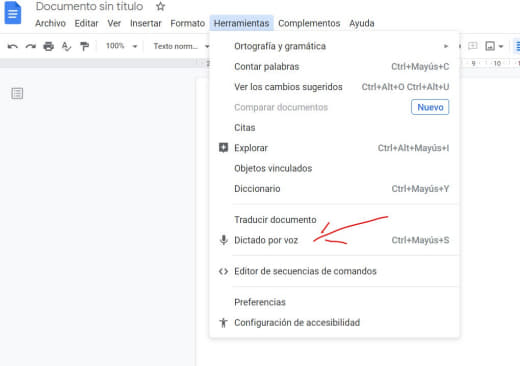 Documento sin título
Archivo Editar Ver Insertar Formato Herramientas Complementos Ayuda
100% Texto norm...
Ortografía y gramática
Contar palabras Ctrl+Mayús+C
Ver los cambios sugeridos Ctrl+Alt+O Ctrl+Alt+U
Comparar documentos Nuevo
Citas
Explorar Ctrl+Alt+Mayús+I
Objetos vinculados
Diccionario Ctrl+Mayús+Y
Traducir documento
Dictado por voz Ctrl+Mayús+S
Editor de secuencias de comandos
Preferencias
Configuración de accesibilidad
2
9 10